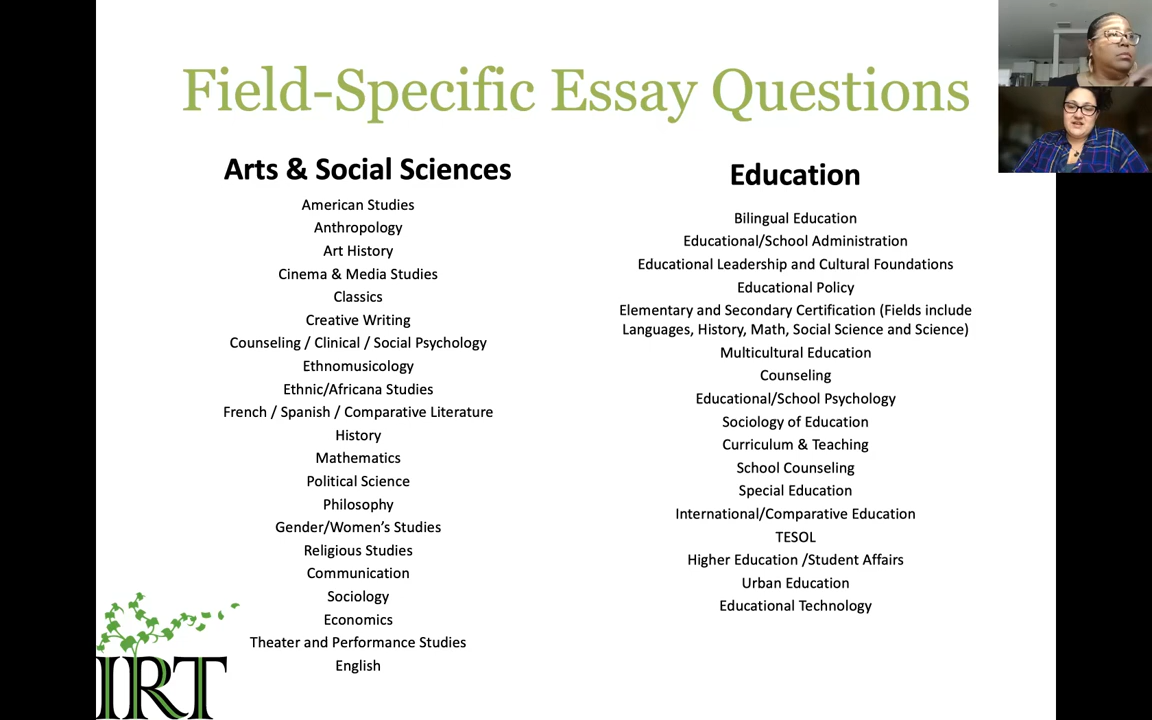 Field-Specific Essay Questions
Arts & Social Sciences
American Studies
Anthropology
Art History
Cinema & Media Studies
Classics
Creative Writing
Counseling / Clinical / Social Psychology
Ethnomusicology
Ethnic/Africana Studies
French / Spanish / Comparative Literature
History
Mathematics
Political Science
Philosophy
Gender/Women’s Studies
Religious Studies
Communication
Sociology
Economics
Theater and Performance Studies
English
Education
Bilingual Education
Educational/School Administration
Educational Leadership and Cultural Foundations
Educational Policy
Elementary and Secondary Certification (Fields include
Languages, History, Math, Social Science and Science)
Multicultural Education
Counseling
Educational/School Psychology
Sociology of Education
Curriculum & Teaching
School Counseling
Special Education
International/Comparative Education
TESOL
Higher Education /Student Affairs
Urban Education
Educational Technology
IRT